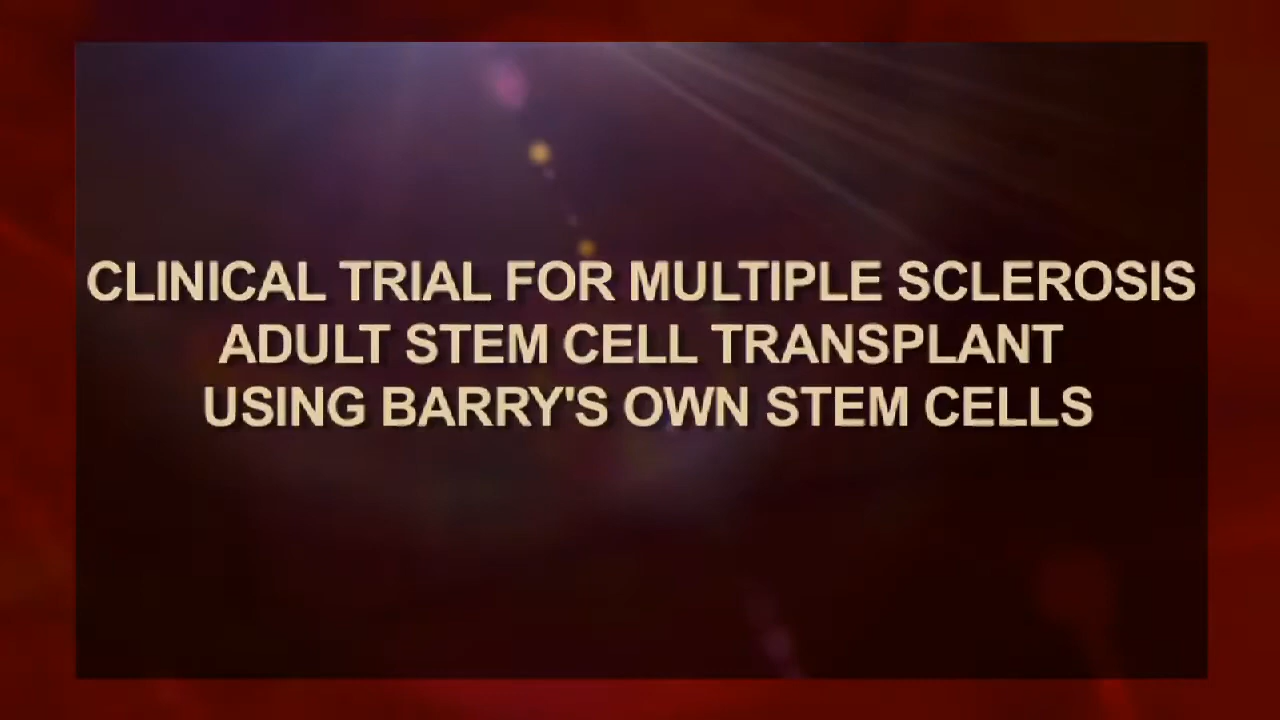 CLINICAL TRIAL FOR MULTIPLE SCLEROSIS
ADULT STEM CELL TRANSPLANT
USING BARRY'S OWN STEM CELLS